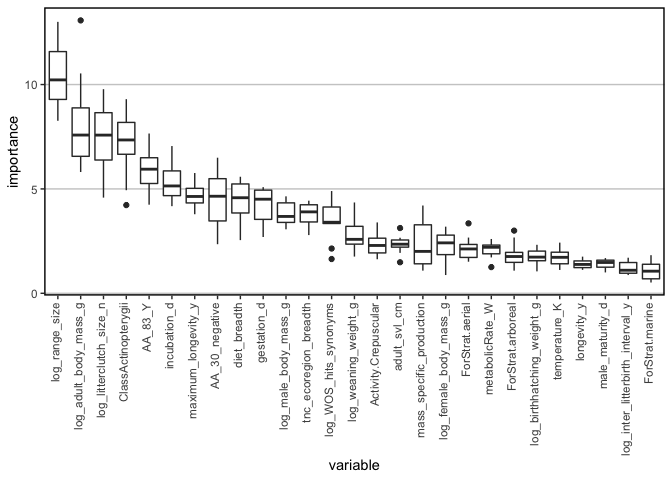 importance
10
5
0
log_range_size
log_adult_body_mass_g
log_litterclutch_size_n
ClassActinopterygii
AA_83_Y
incubation_d
maximum_longevity_y
AA_30_negative
diet_breadth
gestation_d
log_male_body_mass_g
tnc_ecoregion_breadth
log_WOS_hits_synonyms
log_weaning_weight_g
Activity.Crepuscular
adult_svl_cm
mass_specific_production
log_female_body_mass_g
ForStrat.aerial
metabolicRate_W
ForStrat.arboreal
log_birthhatching_weight_g
temperature_K
longevity_y
male_maturity_d
log_inter_litterbirth_interval_y
ForStrat.marine
variable